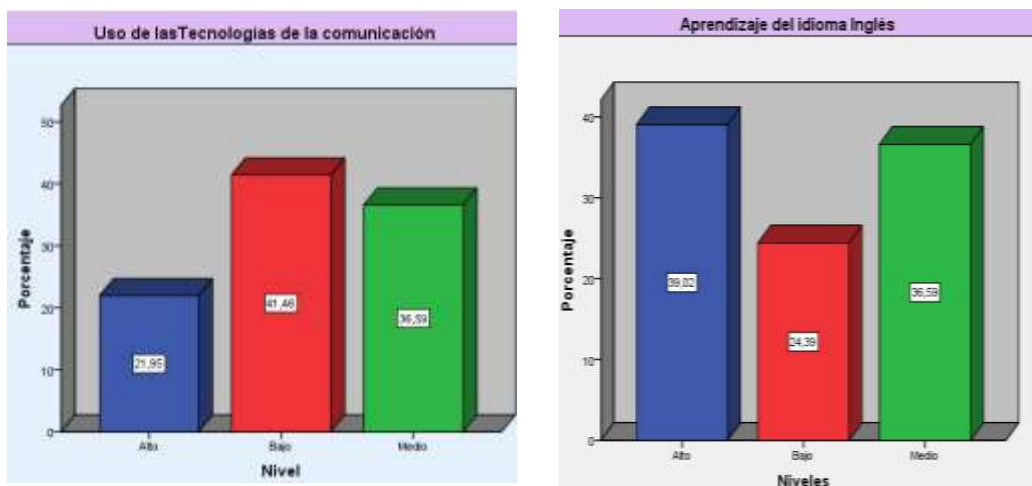 Uso de lasTecnologías de la comunicación
Porcentaje
50
40
30
20
10
0
21,95
41,46
36,59
Alto
Bajo
Medio
Nivel
Aprendizaje del idioma Inglés
Porcentaje
40
30
20
10
0
39,02
24,39
36,59
Alto
Bajo
Medio
Niveles